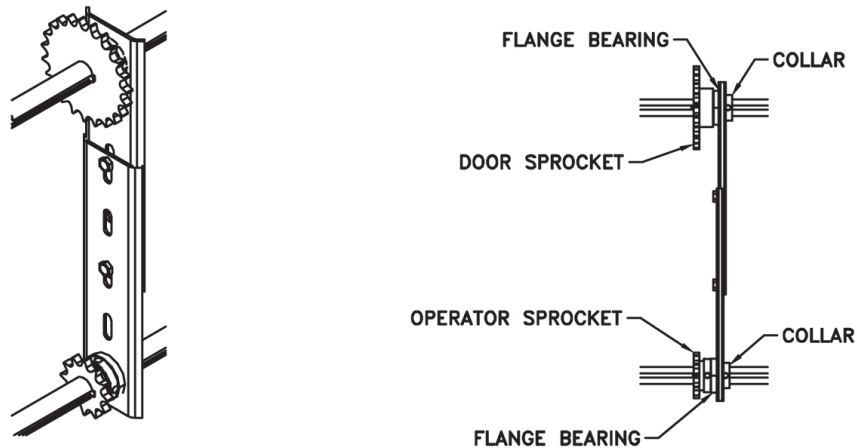 FLANGE BEARING
COLLAR
DOOR SPROCKET
OPERATOR SPROCKET
COLLAR
FLANGE BEARING